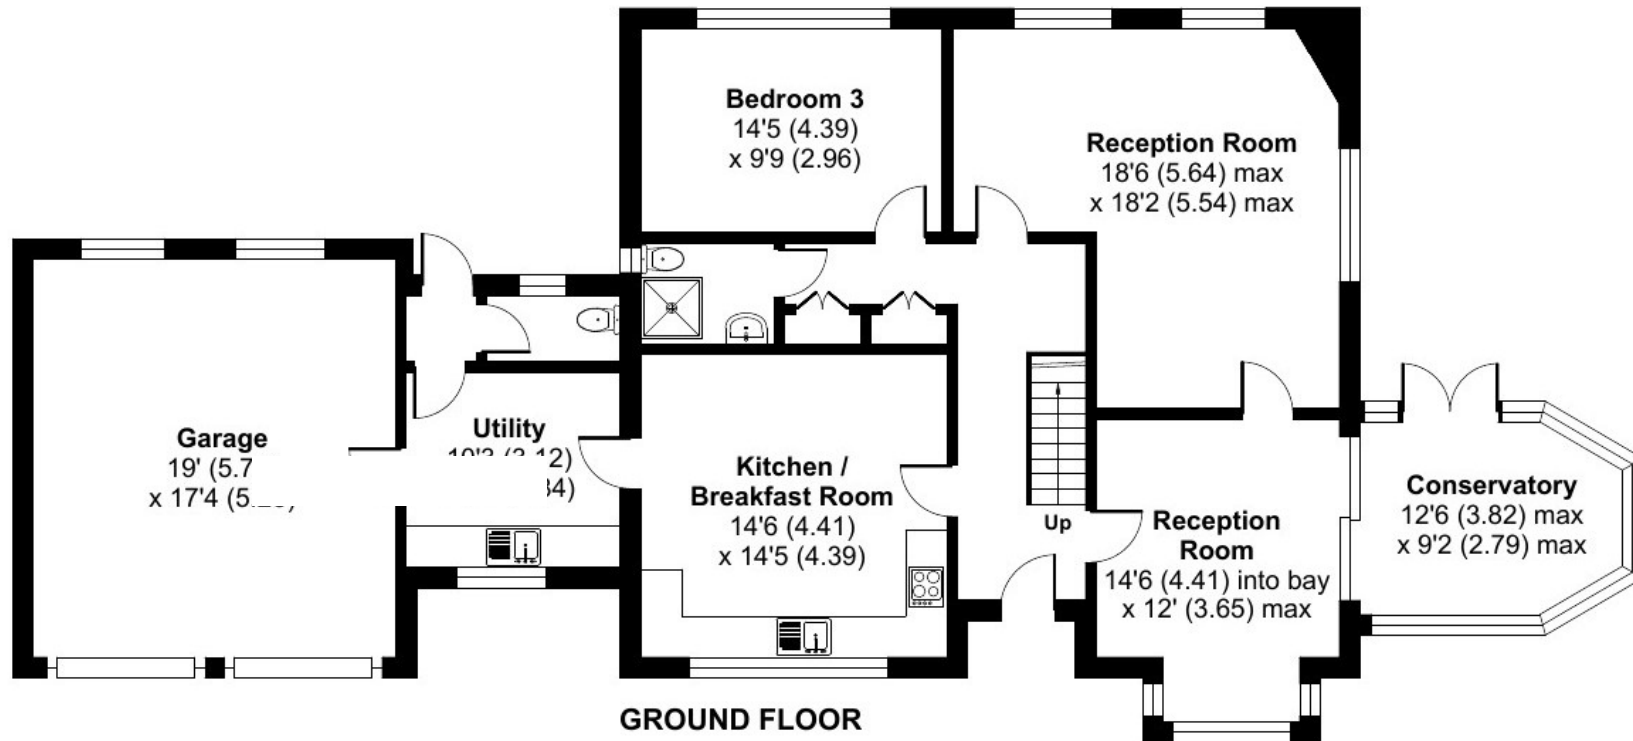 Bedroom 3
14'5 (4.39)
x 9'9 (2.96)
Reception Room
18'6 (5.64) max
x 18'2 (5.54) max
Garage
19' (5.7
x 17'4
Utility
Kitchen /
Breakfast Room
14'6 (4.41)
x 14'5 (4.39)
Up
Reception
Room
14'6 (4.41) into bay
x 12' (3.65) max
Conservatory
12'6 (3.82) max
x 9'2 (2.79) max
GROUND FLOOR